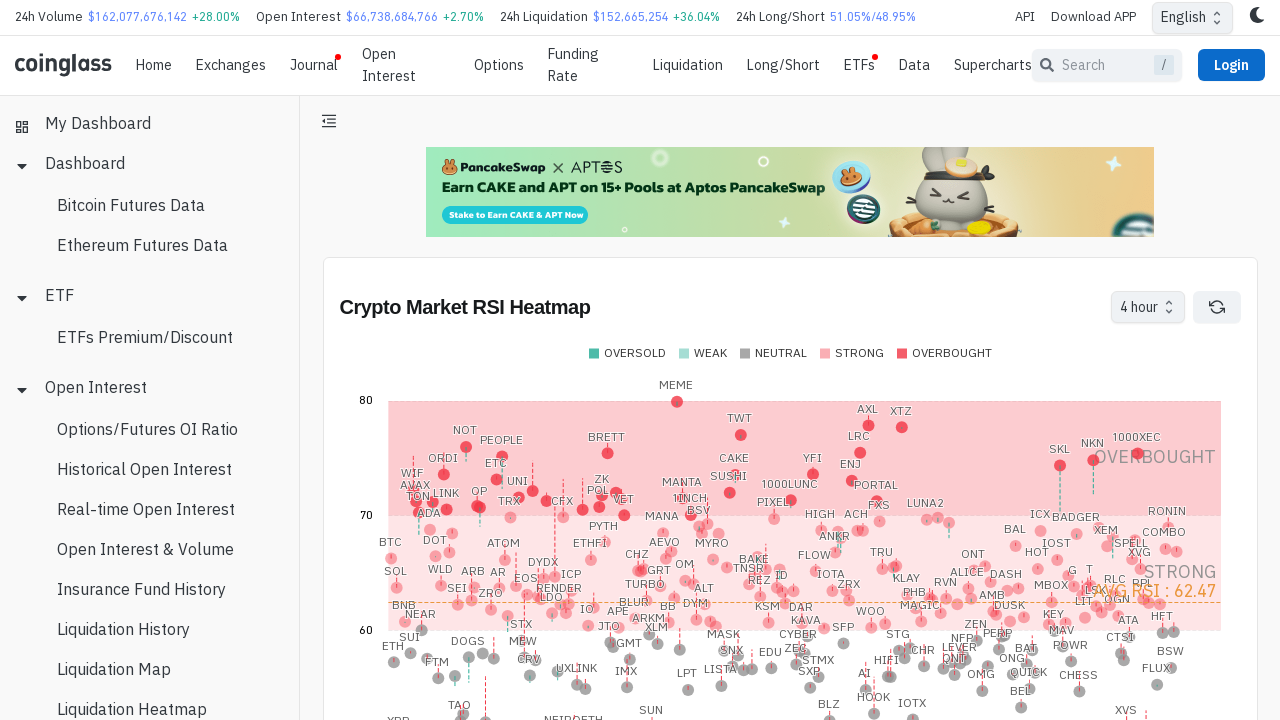 24h Volume $162,077,676,142 +28.00% Open Interest $66,738,684,766 +2.70% 24h Liquidation $152,665,254 +36.04% 24h Long/Short 51.05%/48.95% API Download APP English
coinglass Home Exchanges Journal Open Interest Options Funding Rate Liquidation Long/Short ETFs Data Supercharts Search / Login
My Dashboard
Dashboard
Bitcoin Futures Data
Ethereum Futures Data
ETF
ETFs Premium/Discount
Open Interest
Options/Futures OI Ratio
Historical Open Interest
Real-time Open Interest
Open Interest & Volume
Insurance Fund History
Liquidation History
Liquidation Map
Liquidation Heatmap
PancakeSwap × APTOS
Earn CAKE and APT on 15+ Pools at Aptos PancakeSwap
Stake to Earn CAKE & APT Now
Crypto Market RSI Heatmap
4 hour
OVERSOLD WEAK NEUTRAL STRONG OVERBOUGHT
MEME
80
AXL XTZ
TWT
NOT PEOPLE BRETT LRC SKL NKN 1000XEC
OVERBOUGHT
ORDI ETC CAKE YFI ENJ
WIF UNI ZK SUSHI
AVAX MANTA 1000LUNC PORTAL
TON LINK OP TRX CFX POL VET 1INCH PIXEL FXS LUNA2
70
ADA BSV MANA HIGH ACH ICX BADGER RORIN
PYTH BAL XEM COMBO
BTC DOT ATOM ETHFI AEVO MYRO ANKR IOST SPELL
CHZ FLOW TRU ONT HOT XVG
SOL WLD ARB AR DYDX ICP GRT OM BAKE TNSR ID IOTA KLAY ALICE DASH G T
STRONG
SEI ZRO EOS RENDER TURBO ALT REZ ZRX PHB RVN AMB MBOX RLC RPL
AVG RSI : 62.47
BNB NEAR LDO IO BLUR APE BB DYM KSM DAR WOO MAGIC DUSK KEY LIT OGN
60
SUI STX JTO ARKM XLM MASK CYBER KAVA SFP STG ZEN PERP MAV ATA HFT
ETH DOGS MEW GMT SNX EDU ZEC CHR NFP LEVER BAT POWR CTSI BSW
FTM CRV UXLINK IMX LPT LISTA SXP STMX AI HIFI DNT OMG ONG QUICK CHESS FLUX
TAO SUN BLZ HOOK IOTX BEL XVS